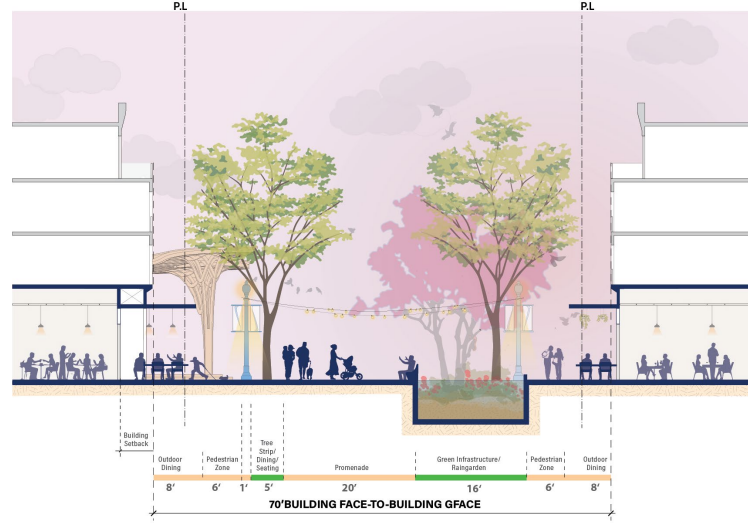 P.L
P.L
Building
Setback
Outdoor
Dining
Pedestrian
Zone
Tree
Strip/
Dining/
Seating
Promenade
Green Infrastructure/
Raingarden
Pedestrian
Zone
Outdoor
Dining
8'
6'
1'
5'
20'
16'
6'
8'
70'BUILDING FACE-TO-BUILDING GFACE